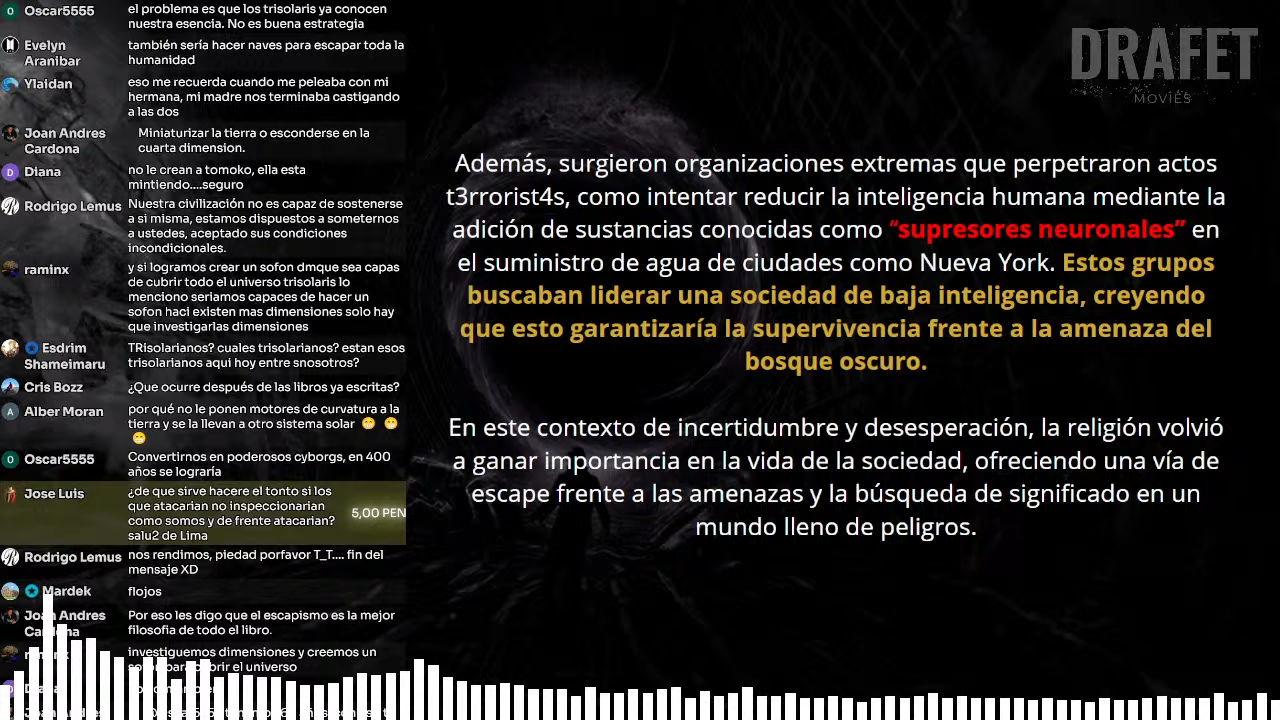 Oscar5555
el problema es que los trisolaris ya conocen
nuestra esencia. No es buena estrategia
Evelyn
Aranibar
también sería hacer naves para escapar toda la
humanidad
Ylaidan
eso me recuerda cuando me peleaba con mi
hermana, mi madre nos terminaba castigando
a las dos
Joan Andres
Cardona
Miniaturizar la tierra o esconderse en la
cuarta dimension.
D
Diana
no le crean a tomoko, ella esta
mintiendo....seguro
Rodrigo Lemus
Nuestra civilización no es capaz de sostenerse
a si misma, estamos dispuestos a someternos
a ustedes, aceptado sus condiciones
incondicionales.
raminx
y si logramos crear un sofon dmque sea capas
de cubrir todo el universo trisolaris lo
menciono seriamos capaces de hacer un
sofon haci existen mas dimensiones solo hay
que investigarlas dimensiones
Esdrim
Shameimaru
TRisolarianos? cuales trisolarianos? estan esos
trisolarianos aqui hoy entre snosotros?
Cris Bozz
¿Que ocurre después de las libros ya escritas?
A
Alber Moran
por qué no le ponen motores de curvatura a la
tierra y se la llevan a otro sistema solar 😁 😁
😁
Oscar5555
Convertirnos en poderosos cyborgs, en 400
años se lograría
Jose Luis
¿de que sirve hacere el tonto si los
que atacarian no inspeccionarian
como somos y de frente atacarian?
salu2 de Lima
5,00 PEN
Rodrigo Lemus
nos rendimos, piedad porfavor T_T.... fin del
mensaje XD
Mardek
flojos
Joan Andres
Cardona
Por eso les digo que el escapismo es la mejor
filosofia de todo el libro.
investiguemos dimensiones y creemos un
DRAFET
MOVIES
Además, surgieron organizaciones extremas que perpetraron actos
t3rrorist4s, como intentar reducir la inteligencia humana mediante la
adición de sustancias conocidas como “supresores neuronales” en
el suministro de agua de ciudades como Nueva York. Estos grupos
buscaban liderar una sociedad de baja inteligencia, creyendo
que esto garantizaría la supervivencia frente a la amenaza del
bosque oscuro.
En este contexto de incertidumbre y desesperación, la religión volvió
a ganar importancia en la vida de la sociedad, ofreciendo una vía de
escape frente a las amenazas y la búsqueda de significado en un
mundo lleno de peligros.